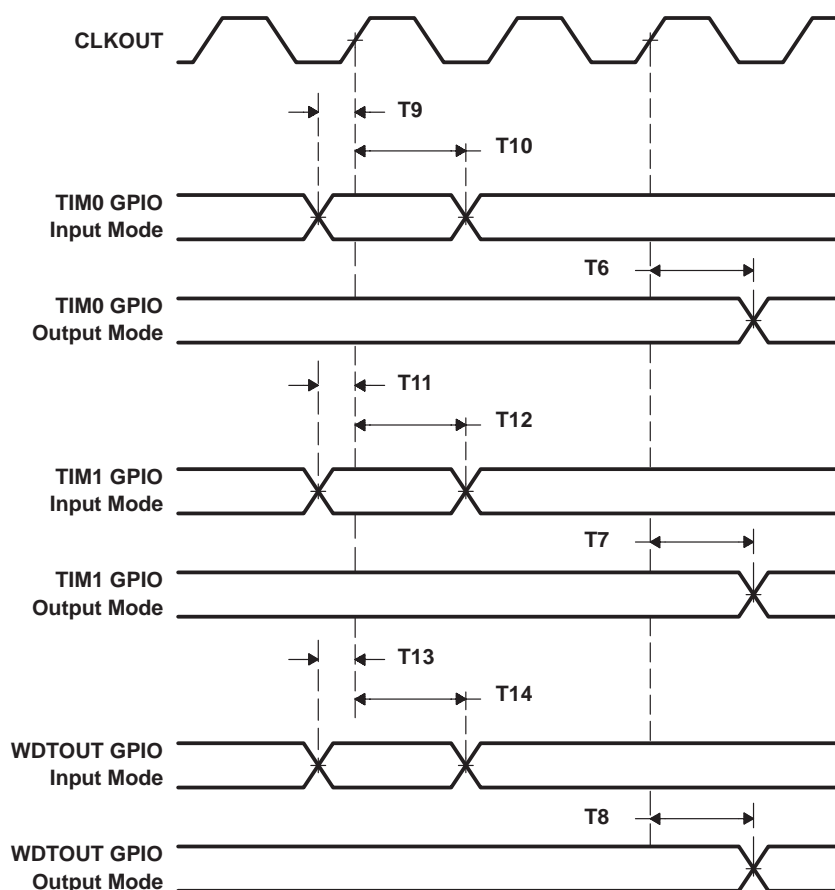 CLKOUT
T9
T10
TIM0 GPIO
Input Mode
T6
TIM0 GPIO
Output Mode
T11
T12
TIM1 GPIO
Input Mode
T7
TIM1 GPIO
Output Mode
T13
T14
WDTOUT GPIO
Input Mode
T8
WDTOUT GPIO
Output Mode